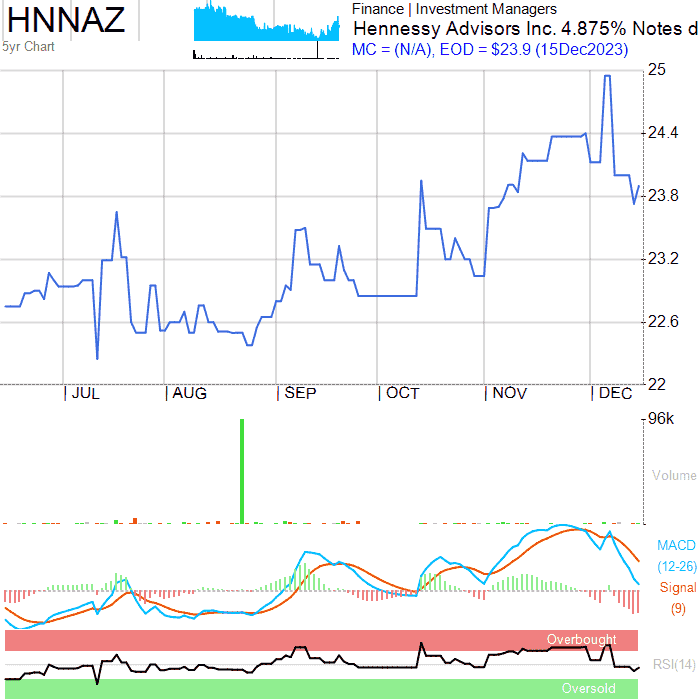 HNNAZ
5yr Chart
Finance | Investment Managers
Hennessy Advisors Inc. 4.875% Notes d
MC = (N/A), EOD = $23.9 (15Dec2023)
25
24.4
23.8
23.2
22.6
22
JUL AUG SEP OCT NOV DEC
96k
Volume
MACD
(12-26)
Signal
(9)
Overbought
RSI(14)
Oversold